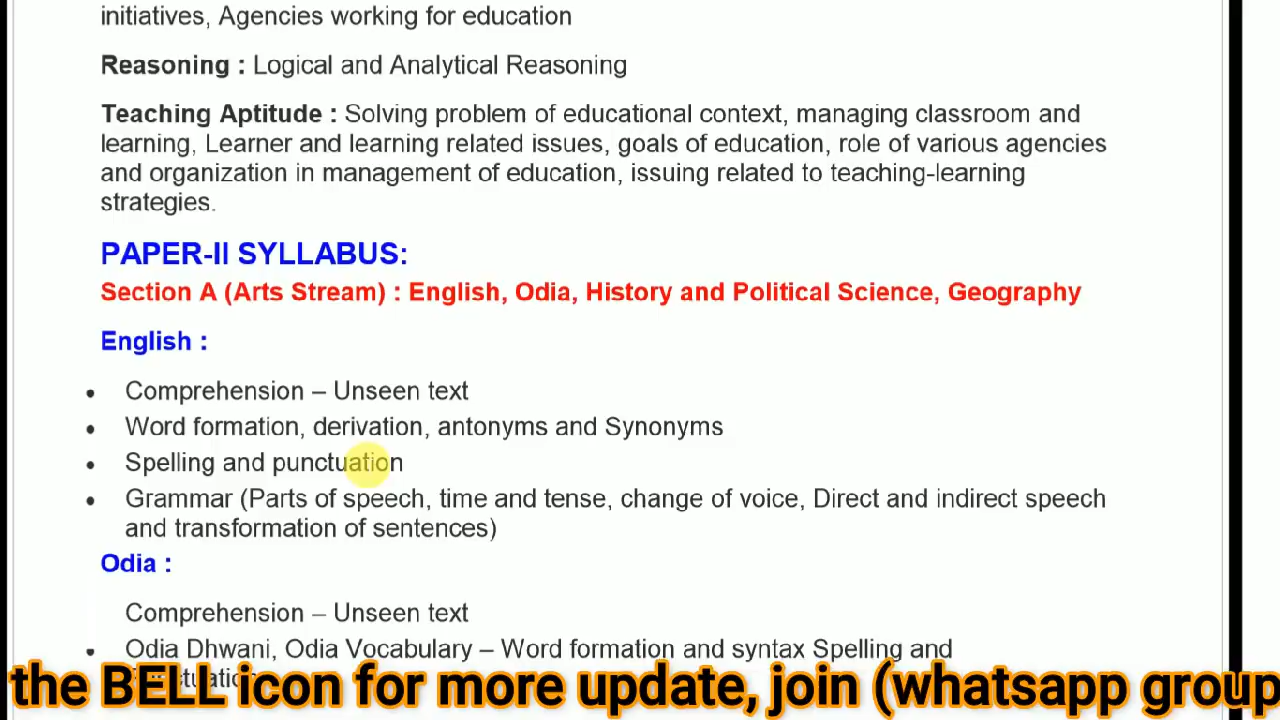 initiatives, Agencies working for education
Reasoning : Logical and Analytical Reasoning
Teaching Aptitude : Solving problem of educational context, managing classroom and
learning, Learner and learning related issues, goals of education, role of various agencies
and organization in management of education, issuing related to teaching-learning
strategies.
PAPER-II SYLLABUS:
Section A (Arts Stream) : English, Odia, History and Political Science, Geography
English :
• Comprehension – Unseen text
• Word formation, derivation, antonyms and Synonyms
• Spelling and punctuation
• Grammar (Parts of speech, time and tense, change of voice, Direct and indirect speech
and transformation of sentences)
Odia :
Comprehension – Unseen text
• Odia Dhwani, Odia Vocabulary – Word formation and syntax Spelling and
the BELL icon for more update, join (whatsapp group